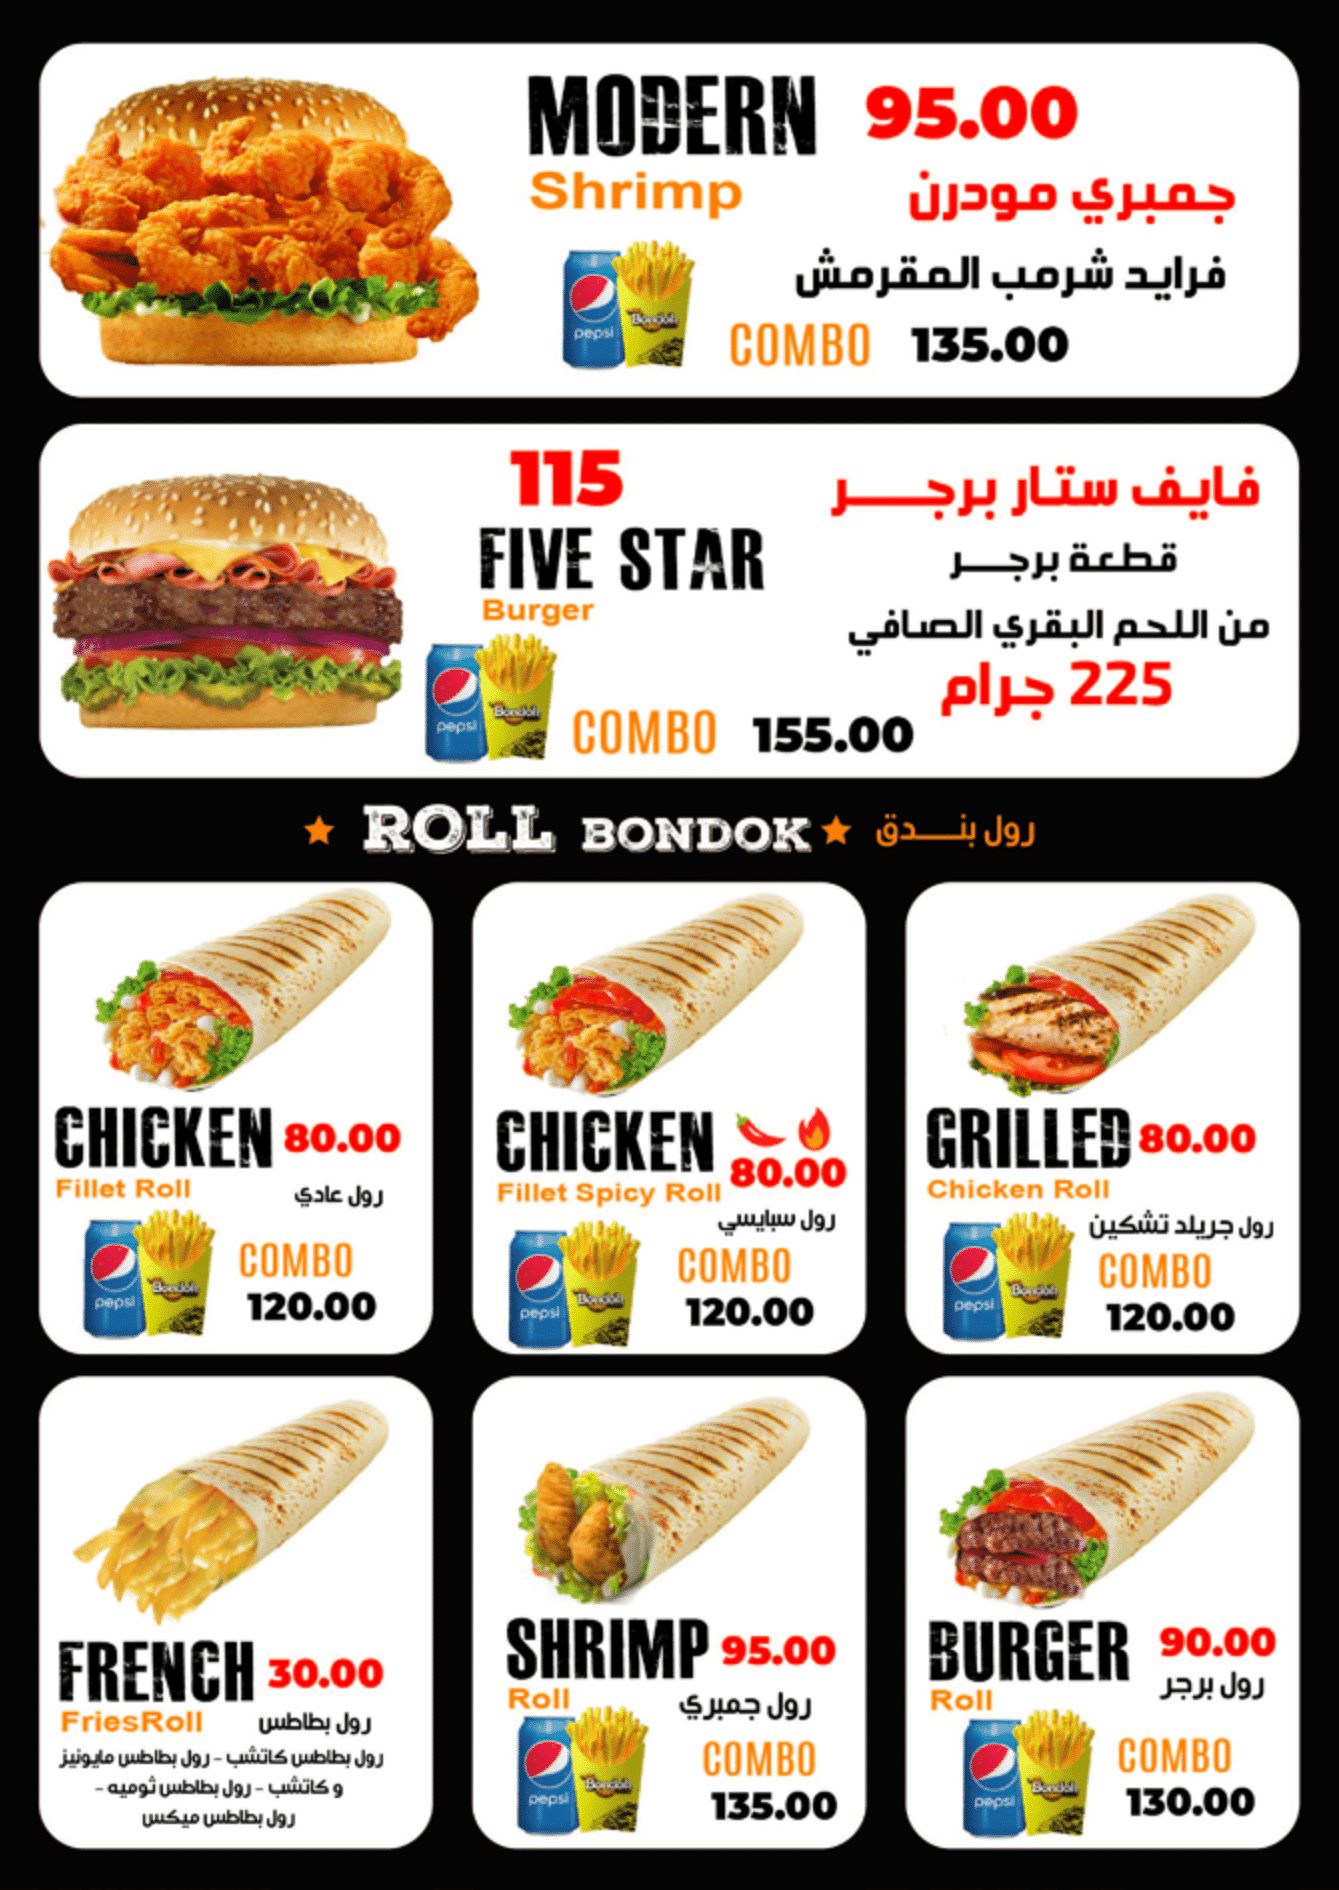 MODERN 95.00
Shrimp
جمبري مودرن
فرايد شرمب المقرمش
pepsi
Bondok
COMBO 135.00
115
FIVE STAR
Burger
فايف ستار برجـــر
قطعة برجـــر
من اللحم البقري الصافي
225 جرام
pepsi
Bondok
COMBO 155.00
ROLL BONDOK رول بنـــدق
CHICKEN 80.00
Fillet Roll
رول عادي
pepsi
Bondok
COMBO
120.00
CHICKEN
80.00
Fillet Spicy Roll
رول سبايسي
pepsi
Bondok
COMBO
120.00
GRILLED 80.00
Chicken Roll
رول جريلد تشكين
pepsi
Bondok
COMBO
120.00
FRENCH 30.00
FriesRoll
رول بطاطس
رول بطاطس كاتشب – رول بطاطس مايونيز
و كاتشب – رول بطاطس ثوميه –
رول بطاطس ميكس
SHRIMP 95.00
Roll
رول جمبري
pepsi
Bondok
COMBO
135.00
BURGER 90.00
Roll
رول برجر
pepsi
Bondok
COMBO
130.00